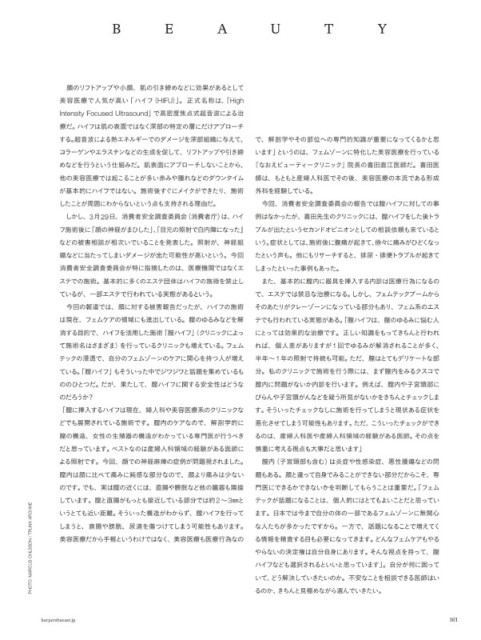 B E A U T Y
顔のリフトアップや小顔、肌の引き締めなどに効果があるとして
美容医療で人気が高い「ハイフ（HIFU）」。正式名称は、「High
Intensity Focused Ultrasound」で高密度焦点式超音波による治
療だ。ハイフは肌の表面ではなく深部の特定の層にだけアプローチ
する。超音波による熱エネルギーでのダメージを深部組織に与えて、
コラーゲンやエラスチンなどの生成を促して、リフトアップや引き締
めなどを行うという仕組みだ。肌表面にアプローチしないことから、
他の美容医療では起こることが多い赤みや腫れなどのダウンタイム
が基本的にハイフではない。施術後すぐにメイクができたり、施術
したことが周囲にわからないという点も支持される理由だ。
しかし、3月29日、消費者安全調査委員会（消費者庁）は、ハイ
フ施術後に「顔の神経がまひした」、「目元の照射で白内障になった」
などの被害相談が相次いでいることを発表した。照射が、神経組
織などに当たってしまいダメージが出た可能性が高いという。今回
消費者安全調査委員会が特に指摘したのは、医療機関ではなくエ
ステでの施術。基本的に多くのエステ団体はハイフの施術を禁止し
ているが、一部エステで行われている実態があるという。
今回の報道では、顔に対する被害報告だったが、ハイフの施術
は現在、フェムケアの領域にも進出している。膣のゆるみなどを解
消する目的で、ハイフを活用した施術「膣ハイフ」（クリニックによっ
て施術名はさまざま）を行っているクリニックも増えている。フェム
テックの浸透で、自分のフェムゾーンのケアに関心を持つ人が増え
ている。「膣ハイフ」もそういった中でジワジワと話題を集めているも
ののひとつだ。だが、果たして、膣ハイフに関する安全性はどうな
のだろうか？
「膣に挿入するハイフは現在、婦人科や美容医療系のクリニックな
どでも展開されている施術です。膣内のケアなので、解剖学的に
膣の構造、女性の生殖器の構造がわかっている専門医が行うべき
だと思っています。ベストなのは産婦人科領域の経験がある医師に
よる照射です。今回、顔での神経麻痺の症例が問題視されました。
膣内は顔に比べて痛みに鈍感な部分なので、顔より痛みは少ない
のです。でも、実は膣の近くには、直腸や膀胱など他の臓器も隣接
しています。膣と直腸がもっとも接近している部分では約2〜3㎜と
いうとても近い距離。そういった構造がわからず、膣ハイフを行って
しまうと、直腸や膀胱、尿道を傷つけてしまう可能性もあります。
美容医療だから手軽というわけではなく、美容医療も医療行為なの
で、解剖学やその部位への専門的知識が重要になってくるかと思
います」というのは、フェムゾーンに特化した美容医療を行っている
『なおえビューティークリニック』院長の喜田直江医師だ。喜田医
師は、もともと産婦人科医でその後、美容医療の本流である形成
外科を経験している。
今回、消費者安全調査委員会の報告では膣ハイフに対しての事
例はなかったが、喜田先生のクリニックには、膣ハイフをした後トラ
ブルが出たというセカンドオピニオンとしての相談依頼も来ていると
いう。症状としては、施術後に腹痛が起きて、徐々に痛みがひどくなっ
たという声も。他にもリサーチすると、排尿・排便トラブルが起きて
しまったといった事例もあった。
また、基本的に膣内に器具を挿入する内診は医療行為になるの
で、エステでは禁忌な治療になる。しかし、フェムテックブームから
そのあたりがグレーゾーンになっている部分もあり、フェム系のエス
テでも行われている実態がある。「膣ハイフは、膣のゆるみに悩む人
にとっては効果的な治療です。正しい知識をもってきちんと行われ
れば、個人差がありますが1回でゆるみが解消されることが多く、
半年〜1年の照射で持続も可能。ただ、膣はとてもデリケートな部
分。私のクリニックで施術を行う際には、まず膣内をみるクスコで
膣内に問題がないか内診を行います。例えば、膣内や子宮頸部に
びらんや子宮頸がんなどを疑う所見がないかをきちんとチェックしま
す。そういったチェックなしに施術を行ってしまうと現状ある症状を
悪化させてしまう可能性もあります。ただ、こういったチェックができ
るのは、産婦人科医や産婦人科領域の経験がある医師。その点を
慎重に考える視点も大事だと思います」
膣内（子宮頸部も含む）は炎症や性感染症、悪性腫瘍などの問
題もある。顔と違って自身でみることができない部分だからこそ、専
門医にできるかできないかを判断してもらうことは重要だ。「フェム
テックが話題になることは、個人的にはとてもよいことだと思ってい
ます。日本では今まで自分の体の一部であるフェムゾーンに無関心
な人たちが多かったですから。一方で、話題になることで増えてく
る情報を精査する目も必要になってきます。どんなフェムケアもやる
やらないの決定権は自分自身にあります。そんな視点を持って、膣
ハイフなども選択されるといいと思っています」。自分が何に困って
いて、どう解決していきたいのか。不安なことを相談できる医師はい
るのか、きちんと見極めながら選んでいきたい。
PHOTO: MARCUS OHLSSON / TRUNK ARCHIVE
harpersbazaar.jp
161